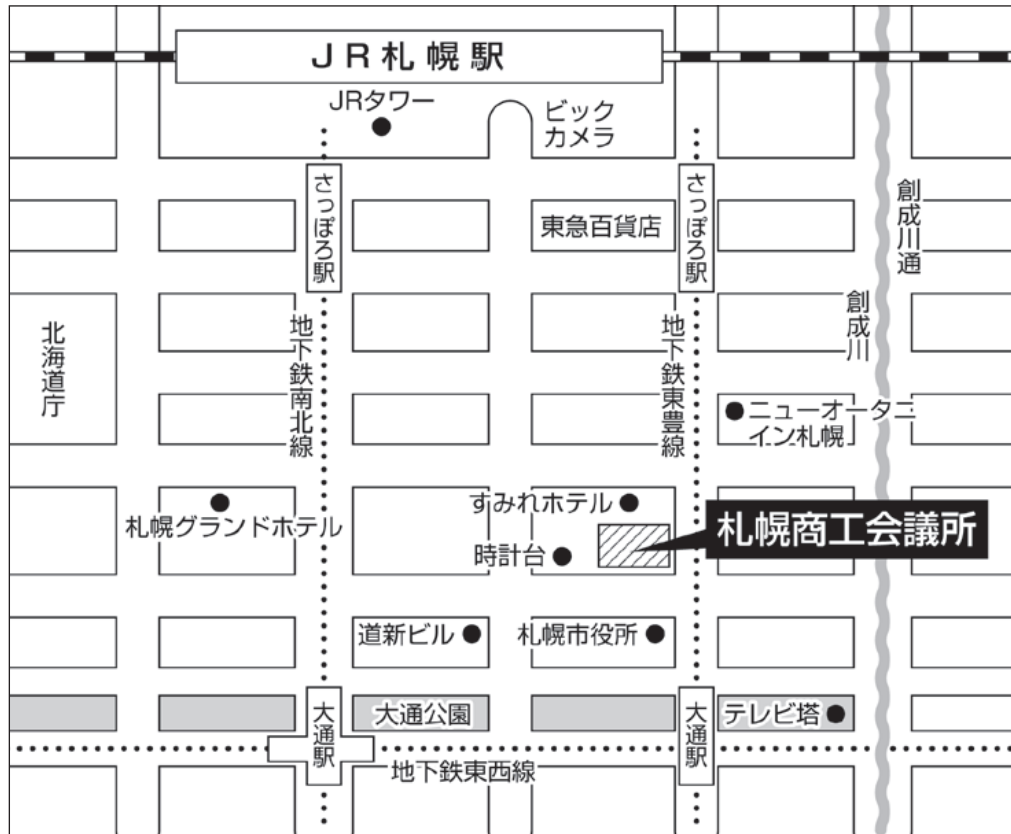 JR札幌駅
JRタワー
ビック
カメラ
さっぽろ駅
東急百貨店
さっぽろ駅
創成川通
北海道庁
地下鉄南北線
地下鉄東豊線
創成川
ニューオータニ
イン札幌
札幌グランドホテル
すみれホテル
時計台
札幌商工会議所
道新ビル
札幌市役所
大通駅
大通公園
大通駅
テレビ塔
地下鉄東西線